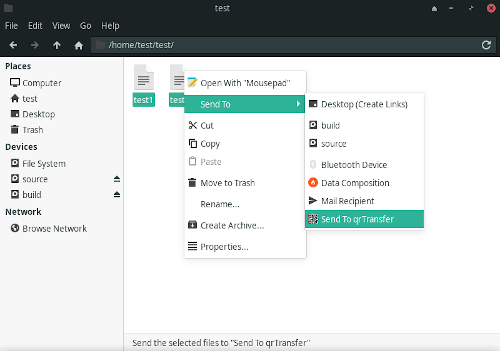 test
File Edit View Go Help
/home/test/test/
Places
Computer
test
Desktop
Trash
Devices
File System
source
build
Network
Browse Network
test1
test
Open With "Mousepad"
Send To
Cut
Copy
Paste
Move to Trash
Rename...
Create Archive...
Properties...
Desktop (Create Links)
build
source
Bluetooth Device
Data Composition
Mail Recipient
Send To qrTransfer
Send the selected files to "Send To qrTransfer"